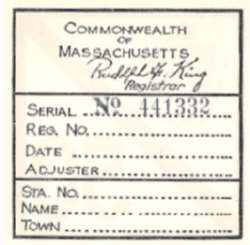 COMMONWEALTH
OF
MASSACHUSETTS
Rudolph F. King
Registrar
SERIAL No 441332
REG. NO.
DATE
ADJUSTER
STA. NO.
NAME
TOWN